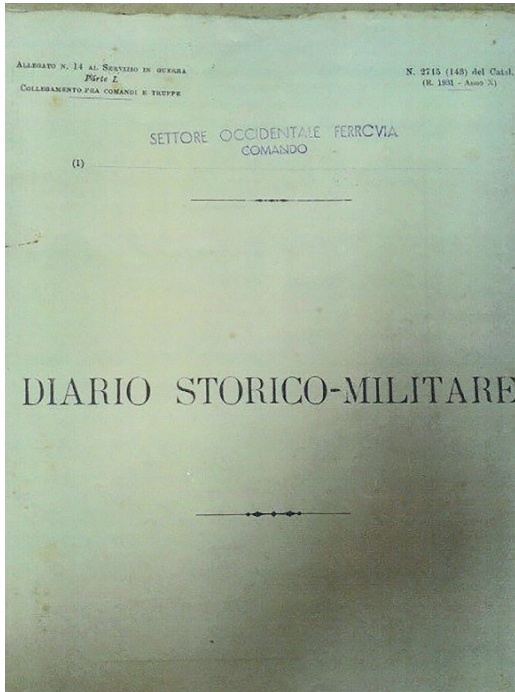 ALLEGATO N. 14 AL SERVIZIO IN GUERRA
Parte I.
COLLEGAMENTO FRA COMANDI E TRUPPE
N. 2715 (143) del Catal.
(R. 1931 - Anno X)
SETTORE OCCIDENTALE FERROVIA
COMANDO
(1)
DIARIO STORICO-MILITARE